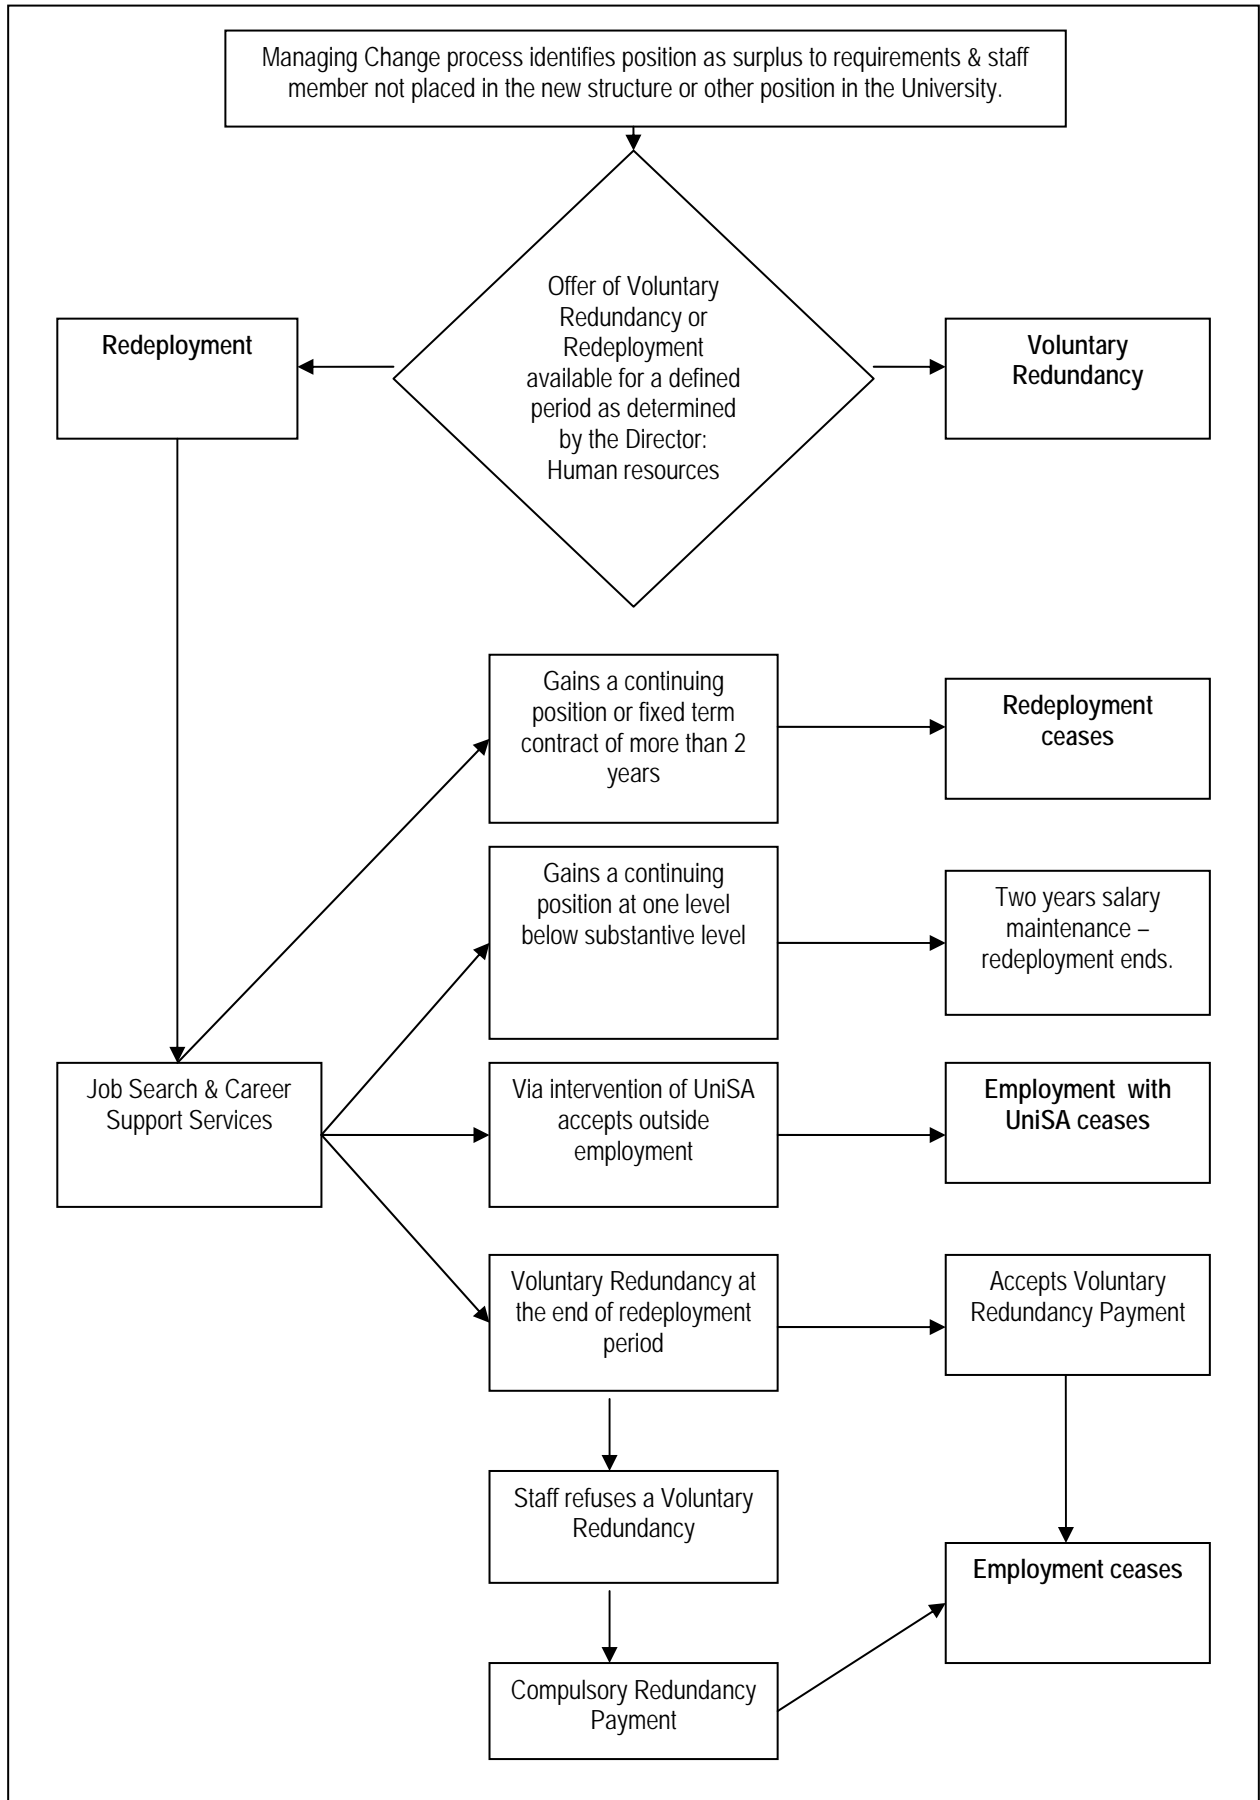 Managing Change process identifies position as surplus to requirements & staff
member not placed in the new structure or other position in the University.
Offer of Voluntary
Redundancy or
Redeployment
available for a defined
period as determined
by the Director:
Human resources
Redeployment
Voluntary
Redundancy
Gains a continuing
position or fixed term
contract of more than 2
years
Redeployment
ceases
Gains a continuing
position at one level
below substantive level
Two years salary
maintenance –
redeployment ends.
Job Search & Career
Support Services
Via intervention of UniSA
accepts outside
employment
Employment with
UniSA ceases
Voluntary Redundancy at
the end of redeployment
period
Accepts Voluntary
Redundancy Payment
Staff refuses a Voluntary
Redundancy
Employment ceases
Compulsory Redundancy
Payment